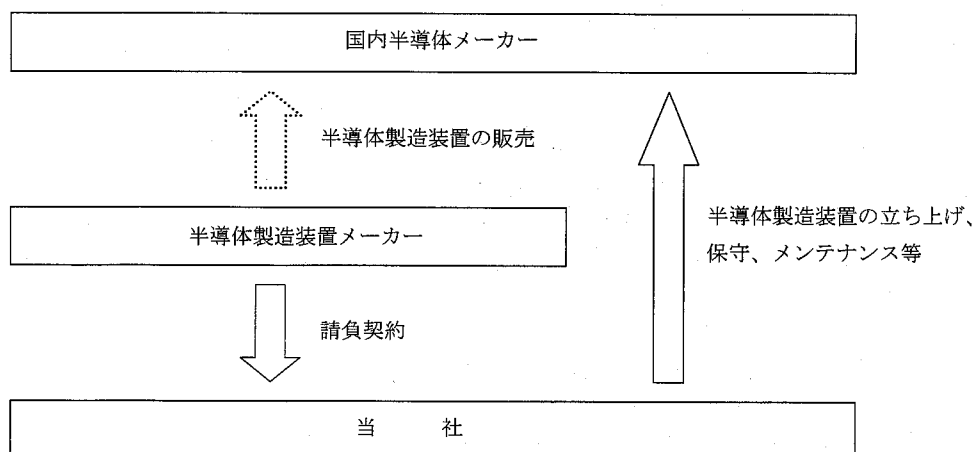 国内半導体メーカー
半導体製造装置の販売
半導体製造装置の立ち上げ、
保守、メンテナンス等
半導体製造装置メーカー
請負契約
当　　社